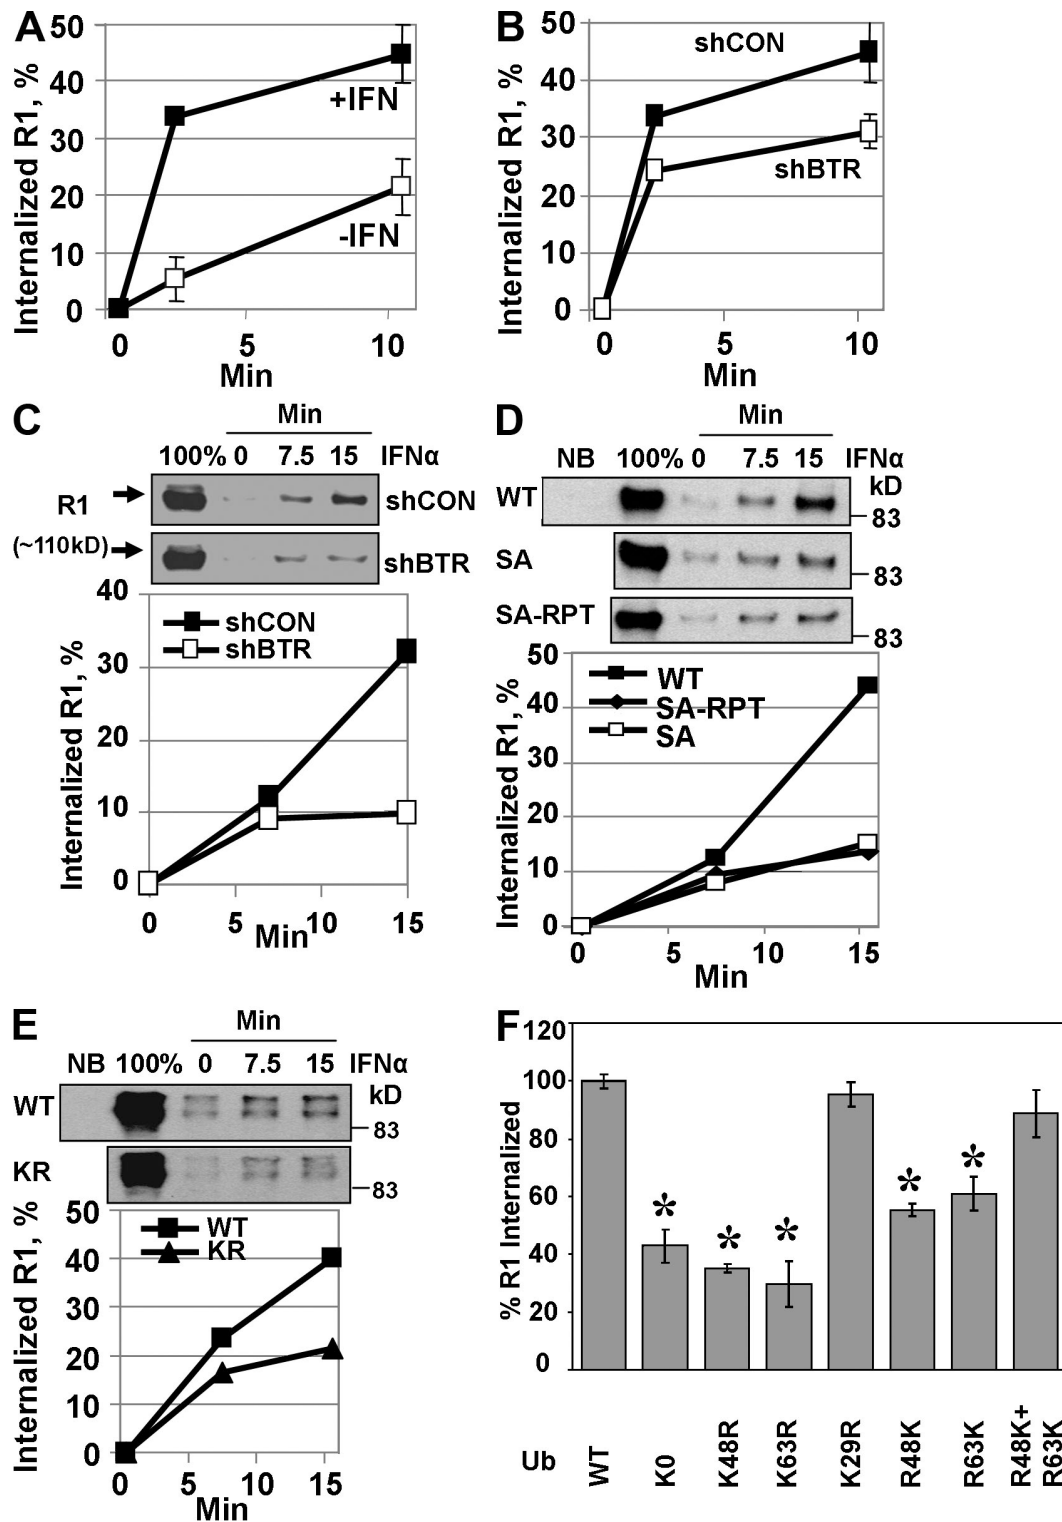 A
50
40
30
20
10
0
Internalized R1, %
+IFN
-IFN
0 5 10
Min
B
50
40
30
20
10
0
Internalized R1, %
shCON
shBTR
0 5 10
Min
C
Min
100% 0 7.5 15 IFNα
R1
(~110kD)
shCON
shBTR
40
30
20
10
0
Internalized R1, %
shCON
shBTR
0 5 10 15
Min
D
Min
NB 100% 0 7.5 15 IFNα
kD
WT
83
SA
83
SA-RPT
83
50
40
30
20
10
0
Internalized R1, %
WT
SA-RPT
SA
0 5 10 15
Min
E
Min
NB 100% 0 7.5 15 IFNα
kD
WT
83
KR
83
50
40
30
20
10
0
Internalized R1, %
WT
KR
0 5 10 15
Min
F
120
100
80
60
40
20
0
% R1 Internalized
* * * * *
Ub
WT
K0
K48R
K63R
K29R
R48K
R63K
R48K+
R63K